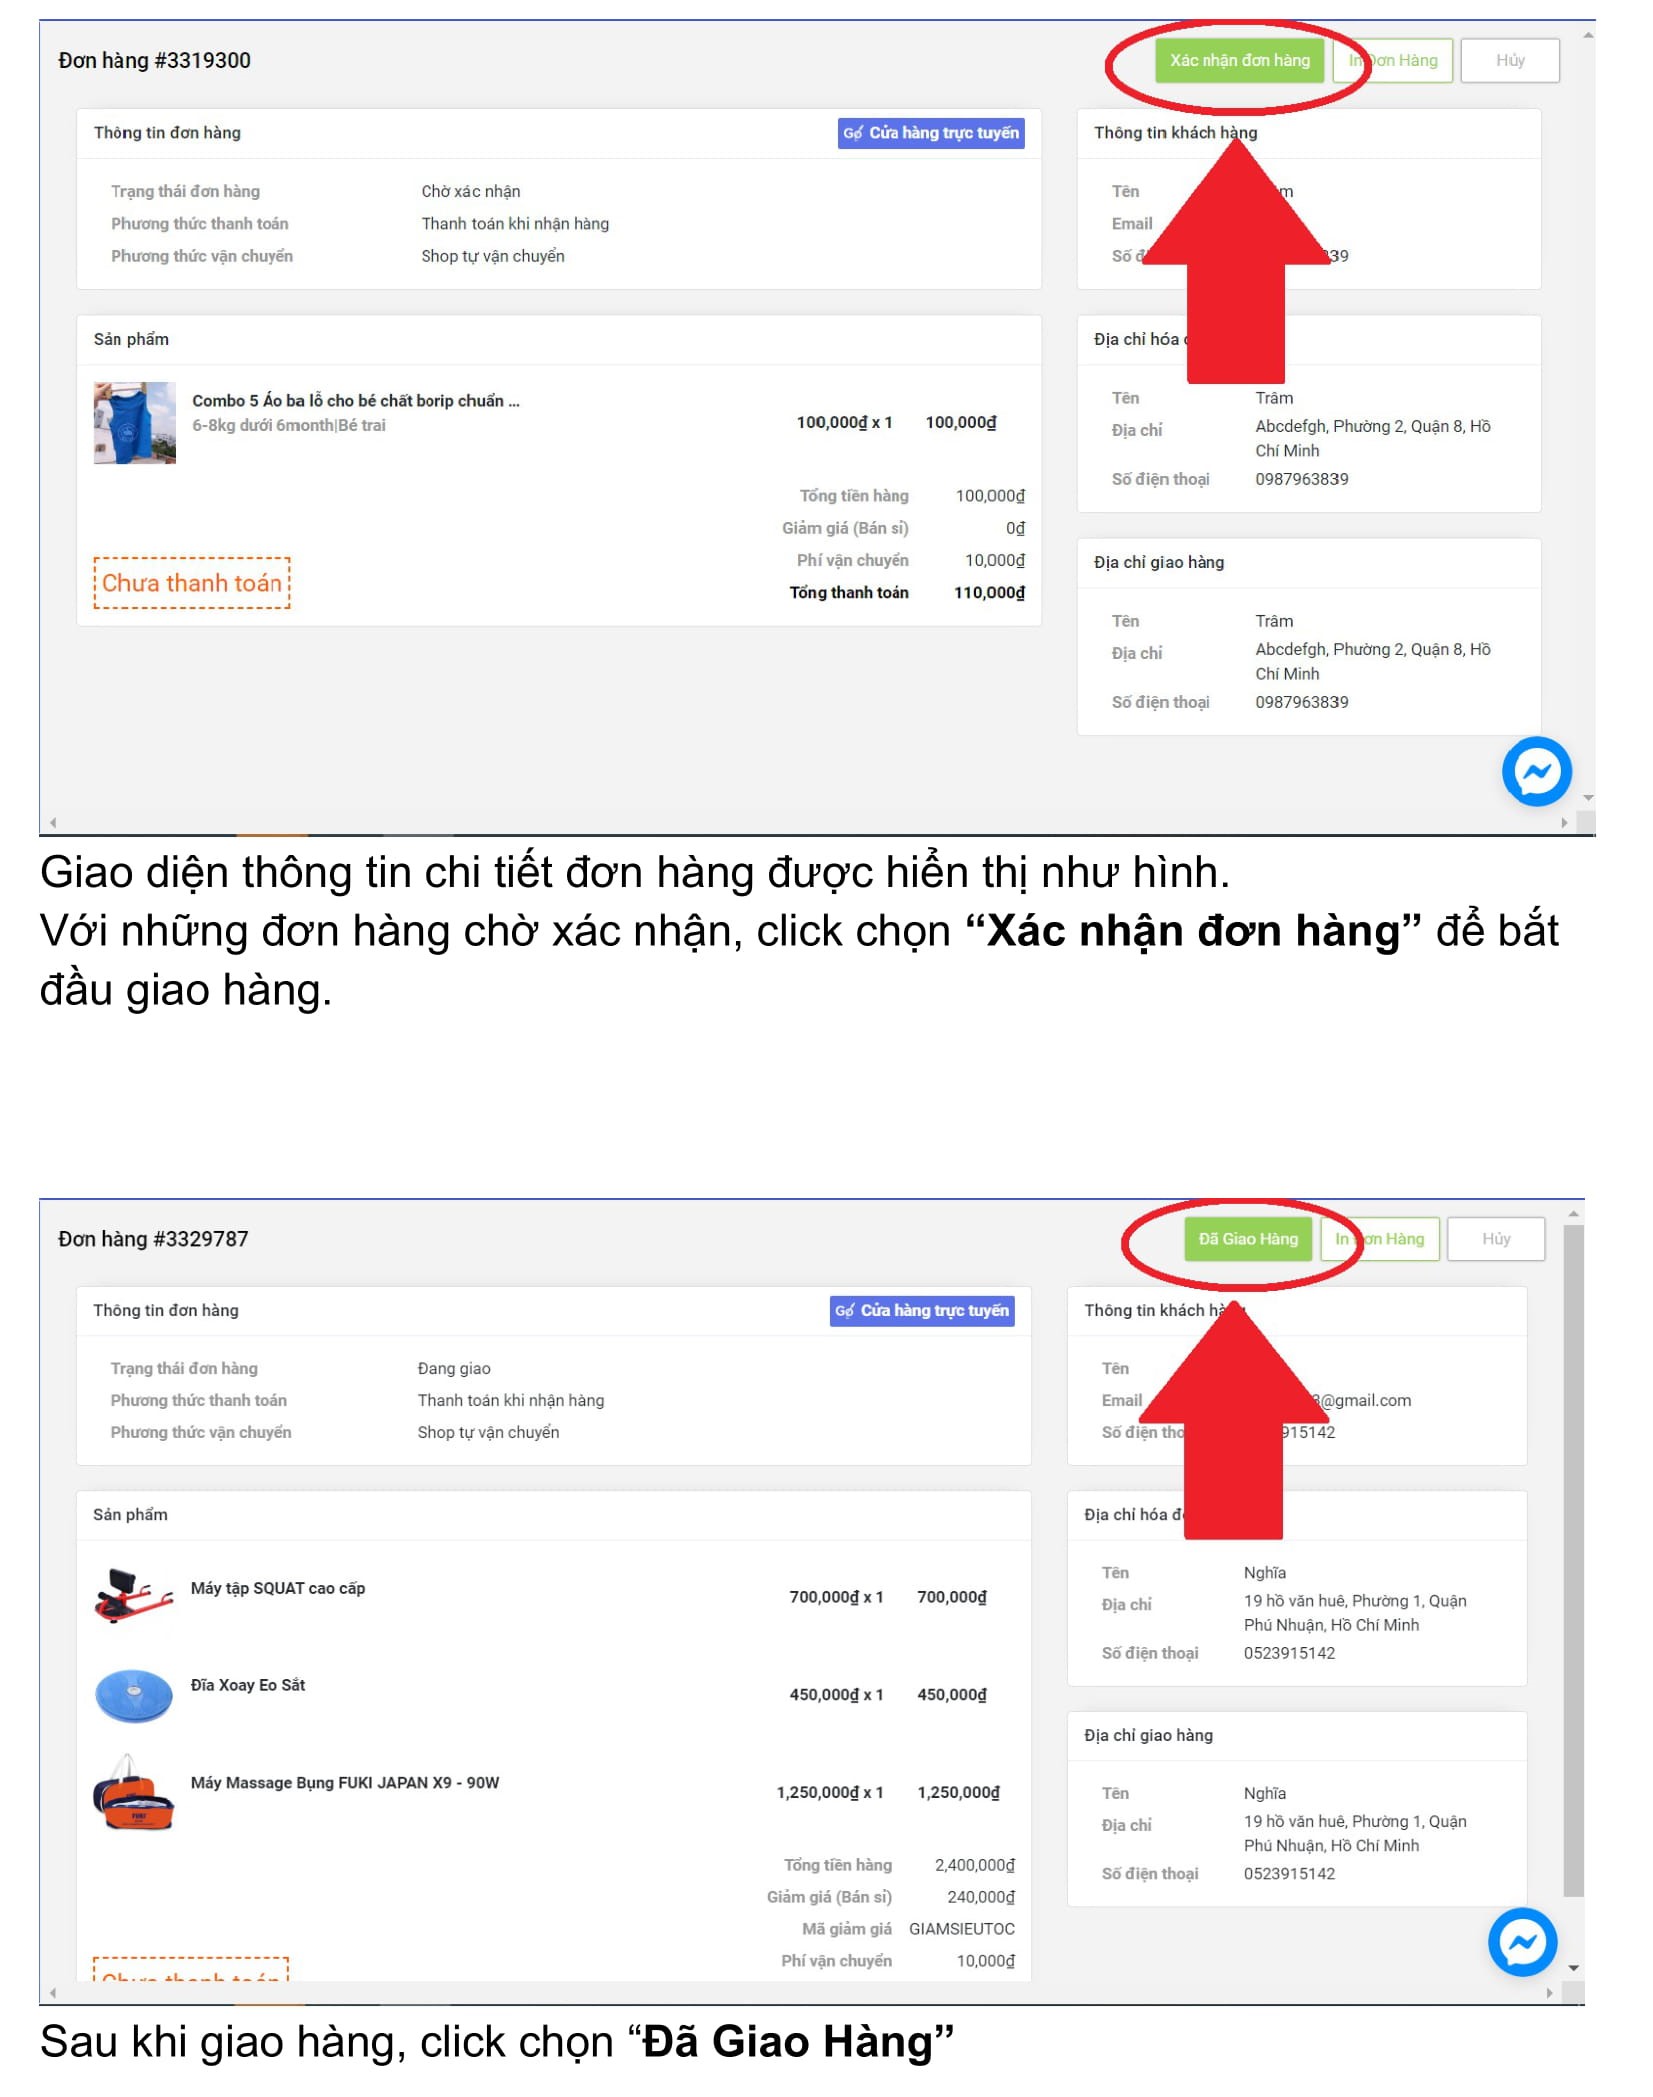 Đơn hàng #3319300
Xác nhận đơn hàng
In Đơn Hàng
Hủy
Thông tin đơn hàng
Cửa hàng trực tuyến
Trạng thái đơn hàng Chờ xác nhận
Phương thức thanh toán Thanh toán khi nhận hàng
Phương thức vận chuyển Shop tự vận chuyển
Thông tin khách hàng
Tên
Email
39
Sản phẩm
Combo 5 Áo ba lỗ cho bé chất borip chuẩn ...
6-8kg dưới 6month|Bé trai
100,000₫ x 1 100,000₫
Tổng tiền hàng 100,000₫
Giảm giá (Bán sỉ) 0₫
Phí vận chuyển 10,000₫
Tổng thanh toán 110,000₫
Chưa thanh toán
Địa chỉ hóa
Tên Trâm
Địa chỉ Abcdefgh, Phường 2, Quận 8, Hồ
Chí Minh
Số điện thoại 0987963839
Địa chỉ giao hàng
Tên Trâm
Địa chỉ Abcdefgh, Phường 2, Quận 8, Hồ
Chí Minh
Số điện thoại 0987963839
Giao diện thông tin chi tiết đơn hàng được hiển thị như hình.
Với những đơn hàng chờ xác nhận, click chọn “Xác nhận đơn hàng” để bắt
đầu giao hàng.
Đơn hàng #3329787
Đã Giao Hàng
In Đơn Hàng
Hủy
Thông tin đơn hàng
Cửa hàng trực tuyến
Trạng thái đơn hàng Đang giao
Phương thức thanh toán Thanh toán khi nhận hàng
Phương thức vận chuyển Shop tự vận chuyển
Thông tin khách hàng
Tên
Email 3@gmail.com
Số điện 915142
Sản phẩm
Máy tập SQUAT cao cấp
700,000₫ x 1 700,000₫
Đĩa Xoay Eo Sắt
450,000₫ x 1 450,000₫
Máy Massage Bụng FUKI JAPAN X9 - 90W
1,250,000₫ x 1 1,250,000₫
Tổng tiền hàng 2,400,000₫
Giảm giá (Bán sỉ) 240,000₫
Mã giảm giá GIAMSIEUTOC
Phí vận chuyển 10,000₫
Chưa thanh toán
Địa chỉ hóa
Tên Nghĩa
Địa chỉ 19 hồ văn huê, Phường 1, Quận
Phú Nhuận, Hồ Chí Minh
Số điện thoại 0523915142
Địa chỉ giao hàng
Tên Nghĩa
Địa chỉ 19 hồ văn huê, Phường 1, Quận
Phú Nhuận, Hồ Chí Minh
Số điện thoại 0523915142
Sau khi giao hàng, click chọn “Đã Giao Hàng”